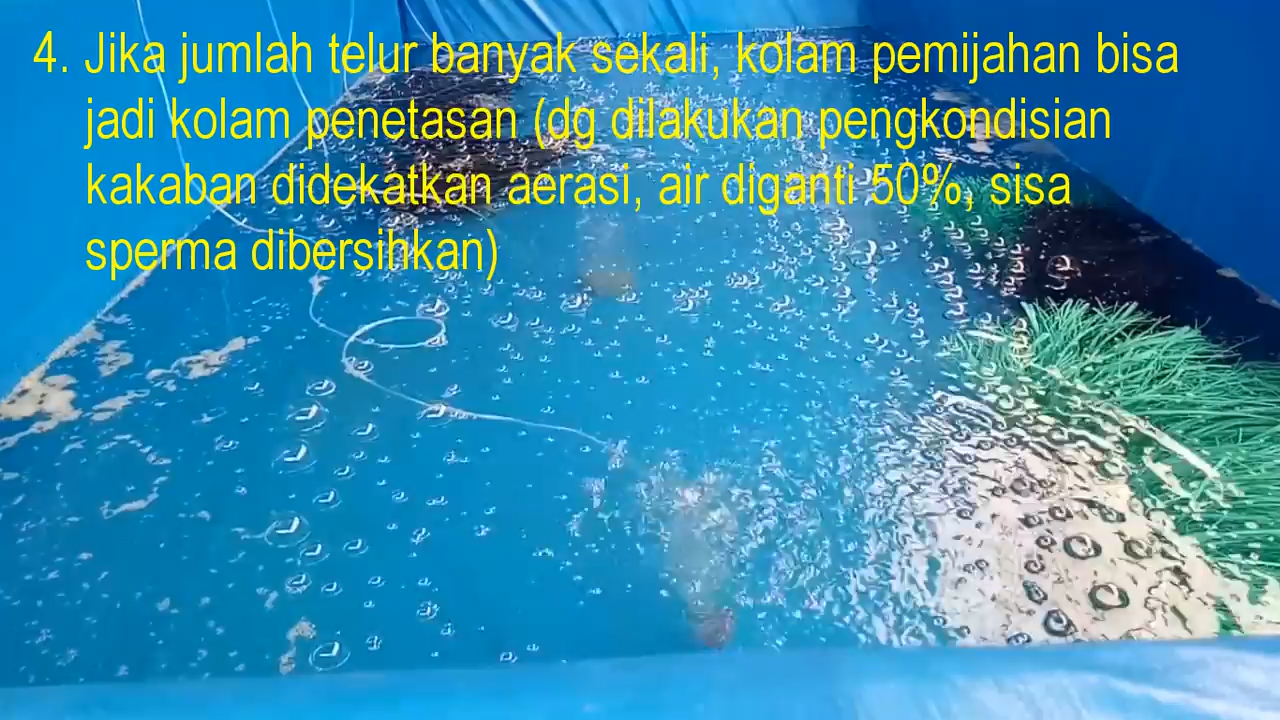 4. Jika jumlah telur banyak sekali, kolam pemijahan bisa
jadi kolam penetasan (dg dilakukan pengkondisian
kakaban didekatkan aerasi, air diganti 50%, sisa
sperma dibersihkan)